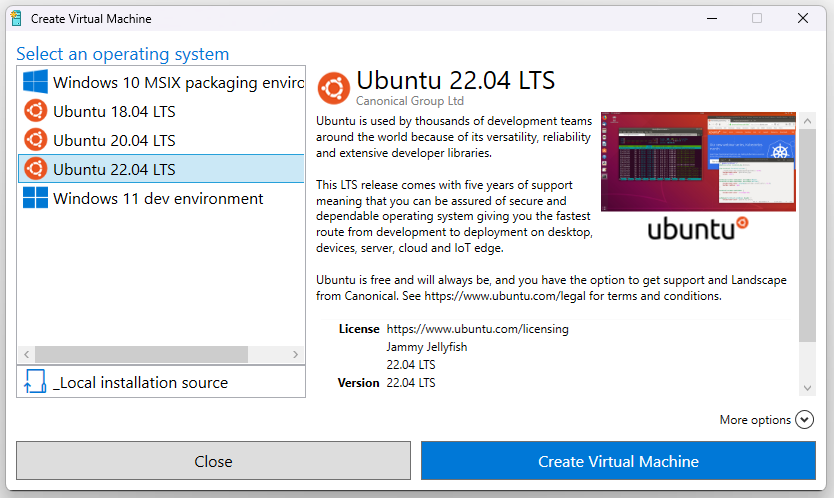 Create Virtual Machine
Select an operating system
Windows 10 MSIX packaging enviro
Ubuntu 18.04 LTS
Ubuntu 20.04 LTS
Ubuntu 22.04 LTS
Windows 11 dev environment
_Local installation source
Ubuntu 22.04 LTS
Canonical Group Ltd
Ubuntu is used by thousands of development teams
around the world because of its versatility, reliability
and extensive developer libraries.
This LTS release comes with five years of support
meaning that you can be assured of secure and
dependable operating system giving you the fastest
route from development to deployment on desktop,
devices, server, cloud and IoT edge.
ubuntu
Ubuntu is free and will always be, and you have the option to get support and Landscape
from Canonical. See https://www.ubuntu.com/legal for terms and conditions.
License https://www.ubuntu.com/licensing
Jammy Jellyfish
22.04 LTS
Version 22.04 LTS
More options
Close
Create Virtual Machine